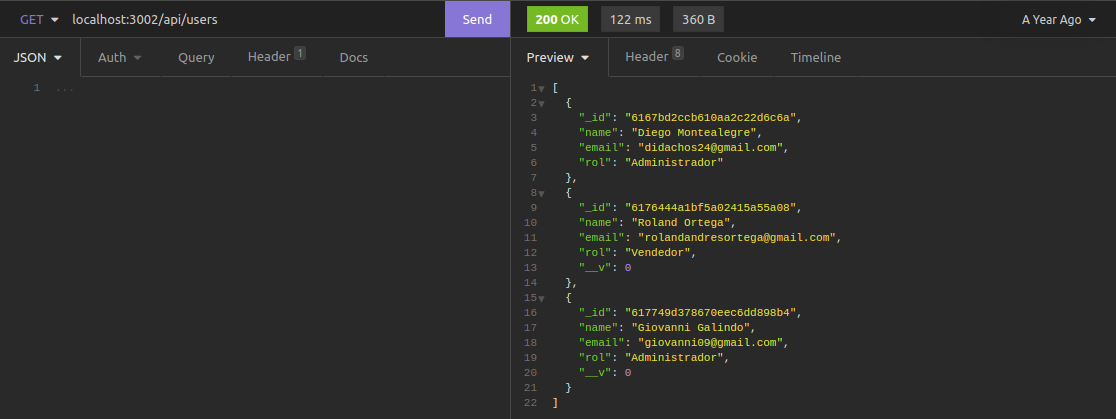 GET localhost:3002/api/users Send 200 OK 122 ms 360 B A Year Ago
JSON Auth Query Header 1 Docs Preview Header 8 Cookie Timeline
1 ...
1 [
2 {
3 "_id": "6167bd2ccb610aa2c22d6c6a",
4 "name": "Diego Montealegre",
5 "email": "didachos24@gmail.com",
6 "rol": "Administrador"
7 },
8 {
9 "_id": "6176444a1bf5a02415a55a08",
10 "name": "Roland Ortega",
11 "email": "rolandandresortega@gmail.com",
12 "rol": "Vendedor",
13 "__v": 0
14 },
15 {
16 "_id": "617749d378670eec6dd898b4",
17 "name": "Giovanni Galindo",
18 "email": "giovanni09@gmail.com",
19 "rol": "Administrador",
20 "__v": 0
21 }
22 ]